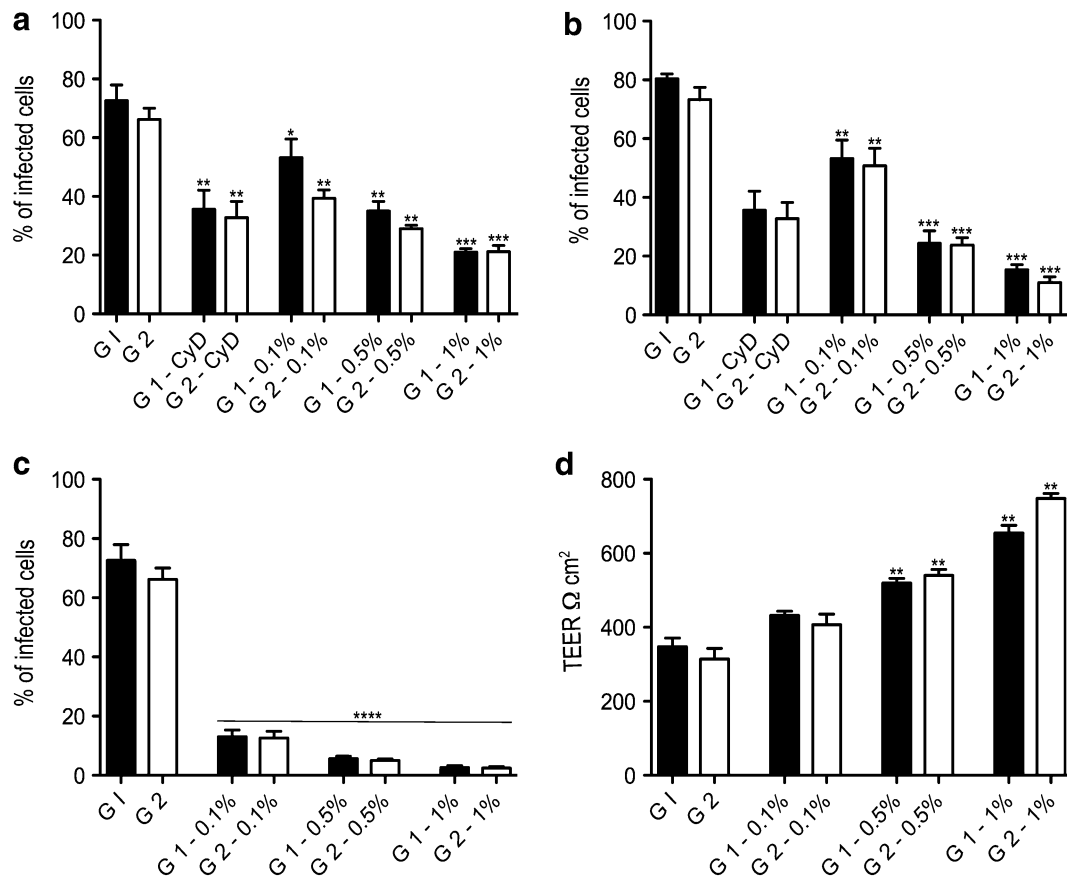 a
% of infected cells
100
80
60
40
20
0
** ** * ** ** ** *** ***
G I G 2 G 1 - CyD G 2 - CyD G 1 - 0.1% G 2 - 0.1% G 1 - 0.5% G 2 - 0.5% G 1 - 1% G 2 - 1%
b
% of infected cells
100
80
60
40
20
0
** ** *** *** *** ***
G I G 2 G 1 - CyD G 2 - CyD G 1 - 0.1% G 2 - 0.1% G 1 - 0.5% G 2 - 0.5% G 1 - 1% G 2 - 1%
c
% of infected cells
100
80
60
40
20
0
****
G I G 2 G 1 - 0.1% G 2 - 0.1% G 1 - 0.5% G 2 - 0.5% G 1 - 1% G 2 - 1%
d
TEER Ω cm²
800
600
400
200
0
** ** ** **
G I G 2 G 1 - 0.1% G 2 - 0.1% G 1 - 0.5% G 2 - 0.5% G 1 - 1% G 2 - 1%